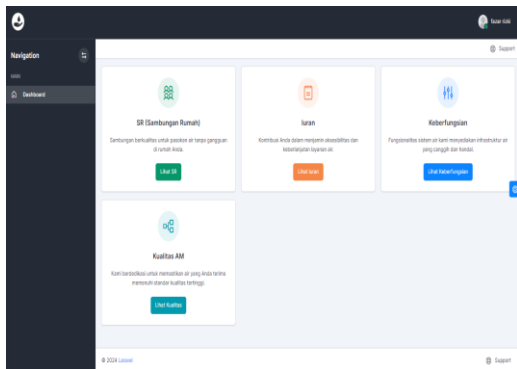 fajar rizki
Navigation
Support
MAIN
Dashboard
SR (Sambungan Rumah)
Sambungan berkualitas untuk pasokan air tanpa gangguan
di rumah Anda.
Lihat SR
Iuran
Kontribusi Anda dalam menjamin aksesibilitas dan
keberlanjutan layanan air.
Lihat Iuran
Keberfungsian
Fungsionalitas sistem air kami menyediakan infrastruktur air
yang canggih dan handal.
Lihat Keberfungsian
Kualitas AM
Kami berdedikasi untuk memastikan air yang Anda terima
memenuhi standar kualitas tertinggi.
Lihat Kualitas
© 2024 Laravel
Support